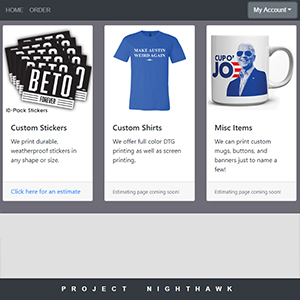 HOME ORDER My Account
BETO
FOREVER
10-Pack Stickers
MAKE AUSTIN
WEIRD AGAIN
CUP O'
JOE
Custom Stickers
We print durable,
weatherproof stickers in
any shape or size.
Click here for an estimate
Custom Shirts
We offer full color DTG
printing as well as screen
printing.
Estimating page coming soon!
Misc Items
We can print custom
mugs, buttons, and
banners just to name a
few!
Estimating page coming soon!
PROJECT NIGHTHAWK